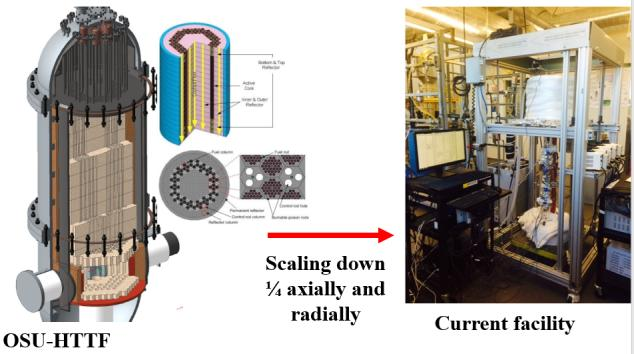 Bottom & Top
Reflector
Active
Core
Inner & Outer
Reflector
Fuel column
Fuel rod
Permanent reflector
Control rod column
Reflector column
Control rod hole
Burnable poison rods
Scaling down
¼ axially and
radially
Current facility
OSU-HTTF